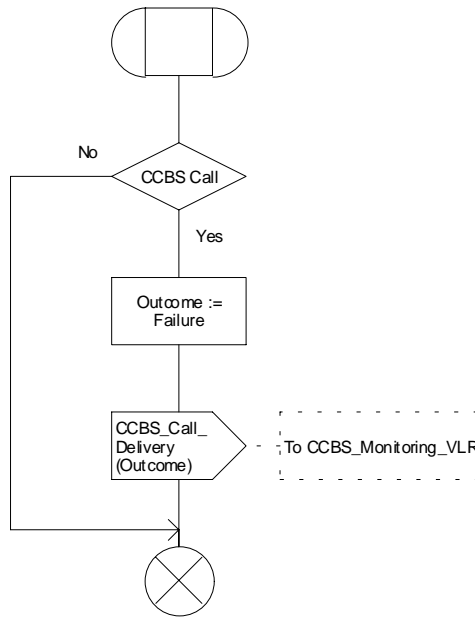 No
CCBS Call
Yes
Outcome :=
Failure
CCBS_Call_
Delivery
(Outcome)
To CCBS_Monitoring_VLR